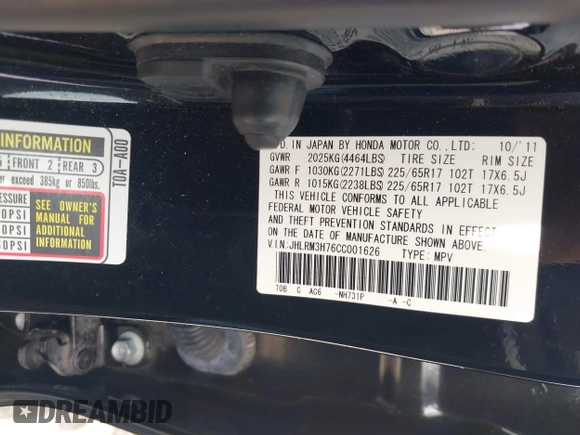 INFORMATION
FRONT 2 REAR 3
er exceed 385kg or 850lbs.
TOA-A00
SEE OWNER'S
MANUAL FOR
ADDITIONAL
INFORMATION
D. IN JAPAN BY HONDA MOTOR CO., LTD: 10/'11
GVWR 2025KG(4464LBS) TIRE SIZE RIM SIZE
GAWR F 1030KG(2271LBS) 225/65R17 102T 17X6.5J
GAWR R 1015KG(2238LBS) 225/65R17 102T 17X6.5J
THIS VEHICLE CONFORMS TO ALL APPLICABLE
FEDERAL MOTOR VEHICLE SAFETY
AND THEFT PREVENTION STANDARDS IN EFFECT
ON THE DATE OF MANUFACTURE SHOWN ABOVE.
V.I.N:JHLRM3H76CC001626 TYPE: MPV
T0B C AC6 -NH731P -A -C
DREAMBID